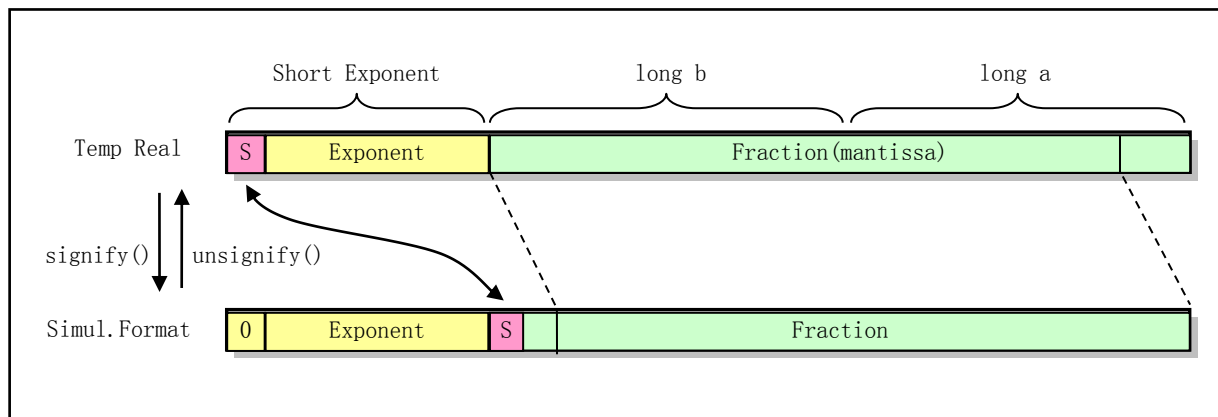 Short Exponent
long b
long a
Temp Real
S
Exponent
Fraction(mantissa)
signify()
unsignify()
Simul.Format
0
Exponent
S
Fraction